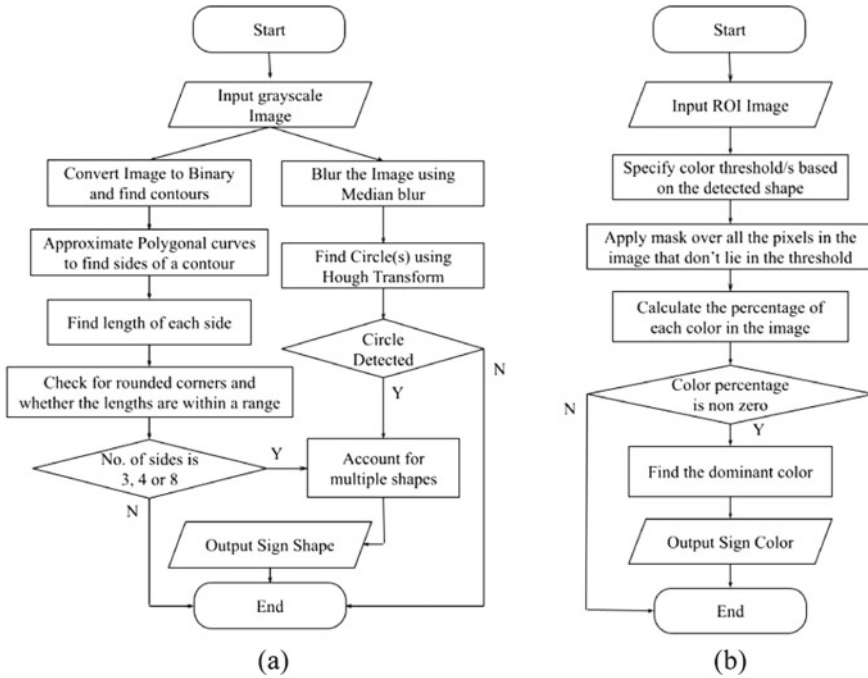 Start
Input grayscale
Image
Convert Image to Binary
and find contours
Approximate Polygonal curves
to find sides of a contour
Find length of each side
Check for rounded corners and
whether the lengths are within a range
No. of sides is
3, 4 or 8
Y
N
Blur the Image using
Median blur
Find Circle(s) using
Hough Transform
Circle
Detected
N
Y
Account for
multiple shapes
Output Sign Shape
End
(a)
Start
Input ROI Image
Specify color threshold/s based
on the detected shape
Apply mask over all the pixels in the
image that don't lie in the threshold
Calculate the percentage of
each color in the image
Color percentage
is non zero
N
Y
Find the dominant color
Output Sign Color
End
(b)